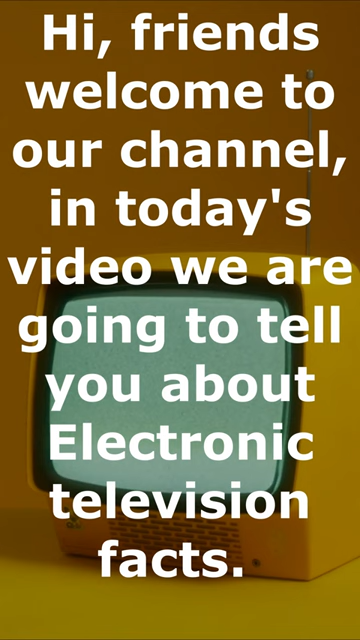 Hi, friends
welcome to
our channel,
in today's
video we are
going to tell
you about
Electronic
television
facts.